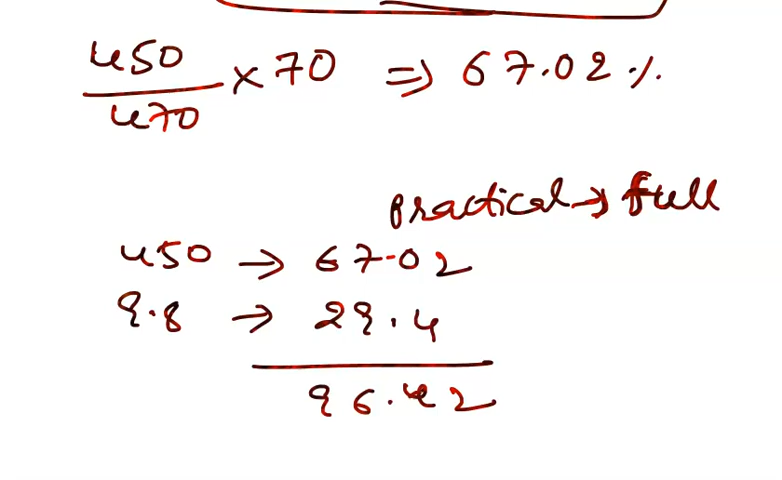 450/470 × 70 ⇒ 67.02 %.
practical → full
450 → 67.02
9.8 → 29.4
96.42